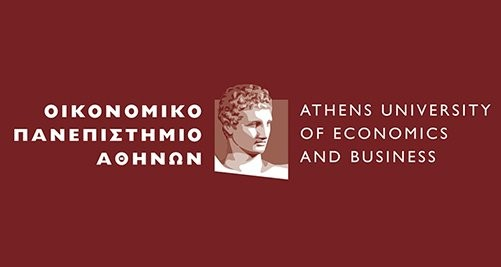 ΟΙΚΟΝΟΜΙΚΟ
ΠΑΝΕΠΙΣΤΗΜΙΟ
ΑΘΗΝΩΝ
ATHENS UNIVERSITY
OF ECONOMICS
AND BUSINESS